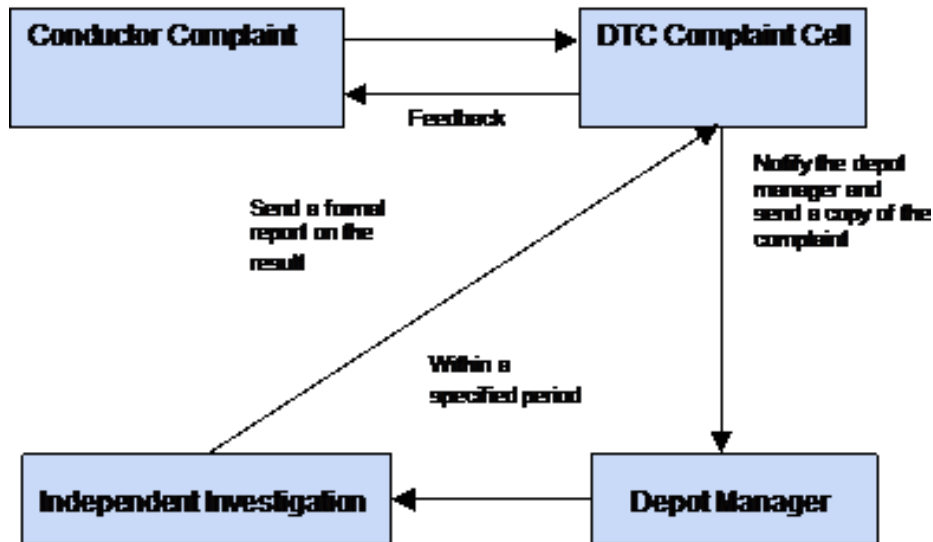 Conductor Complaint
DTC Complaint Cell
Feedback
Notify the depot
manager and
send a copy of the
complaint
Send a formal
report on the
result
Within a
specified period
Independent Investigation
Depot Manager